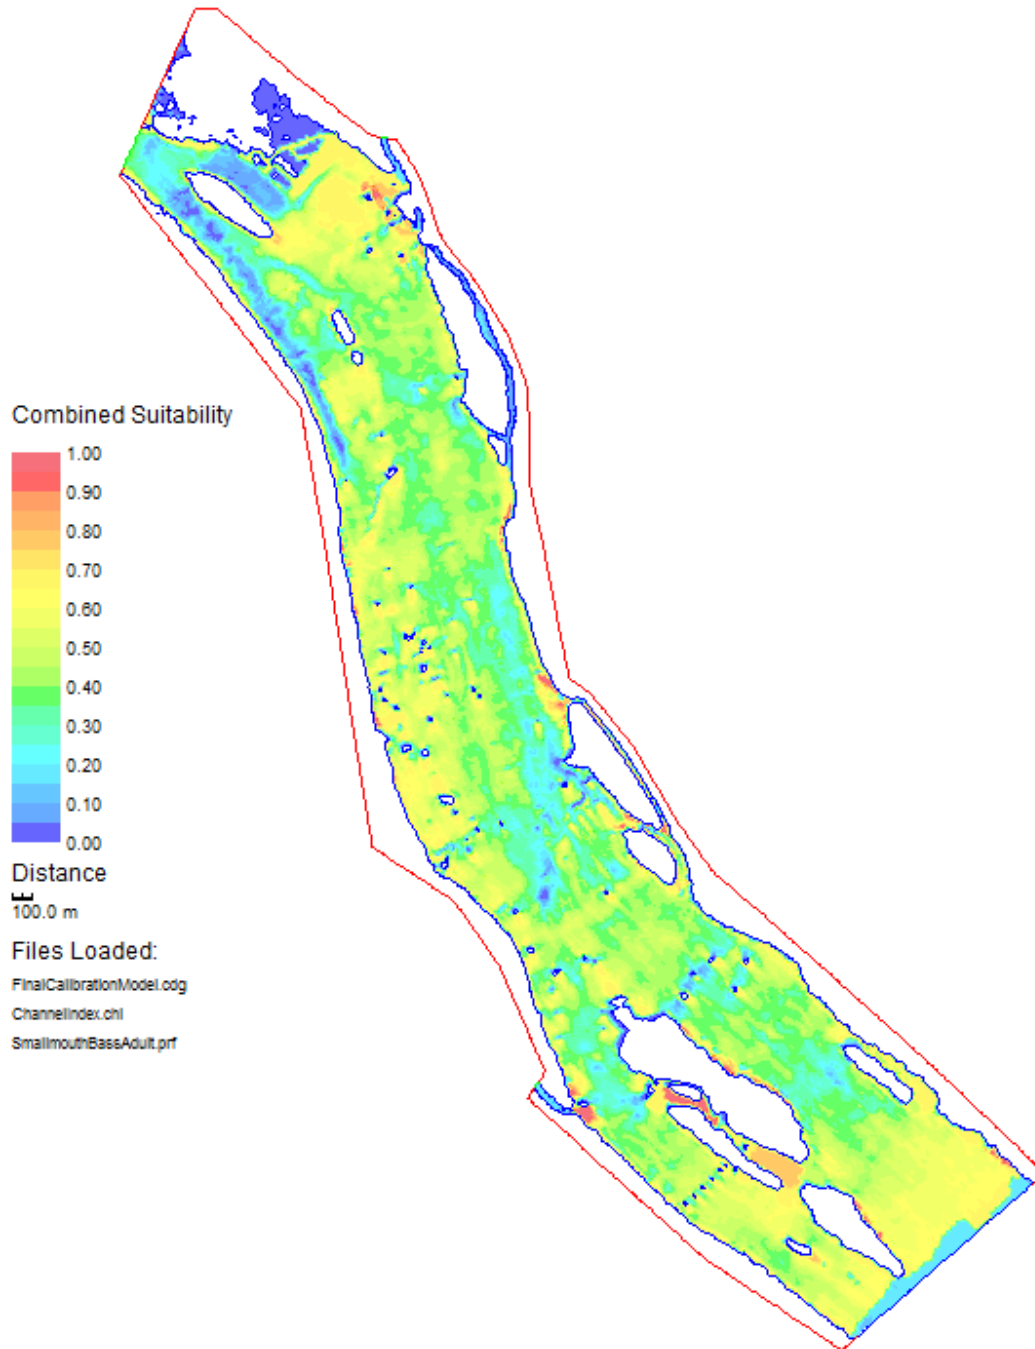 Combined Suitability
1.00
0.90
0.80
0.70
0.60
0.50
0.40
0.30
0.20
0.10
0.00
Distance
100.0 m
Files Loaded:
FinalCalibrationModel.cdg
ChannelIndex.chi
SmallmouthBassAdult.prf